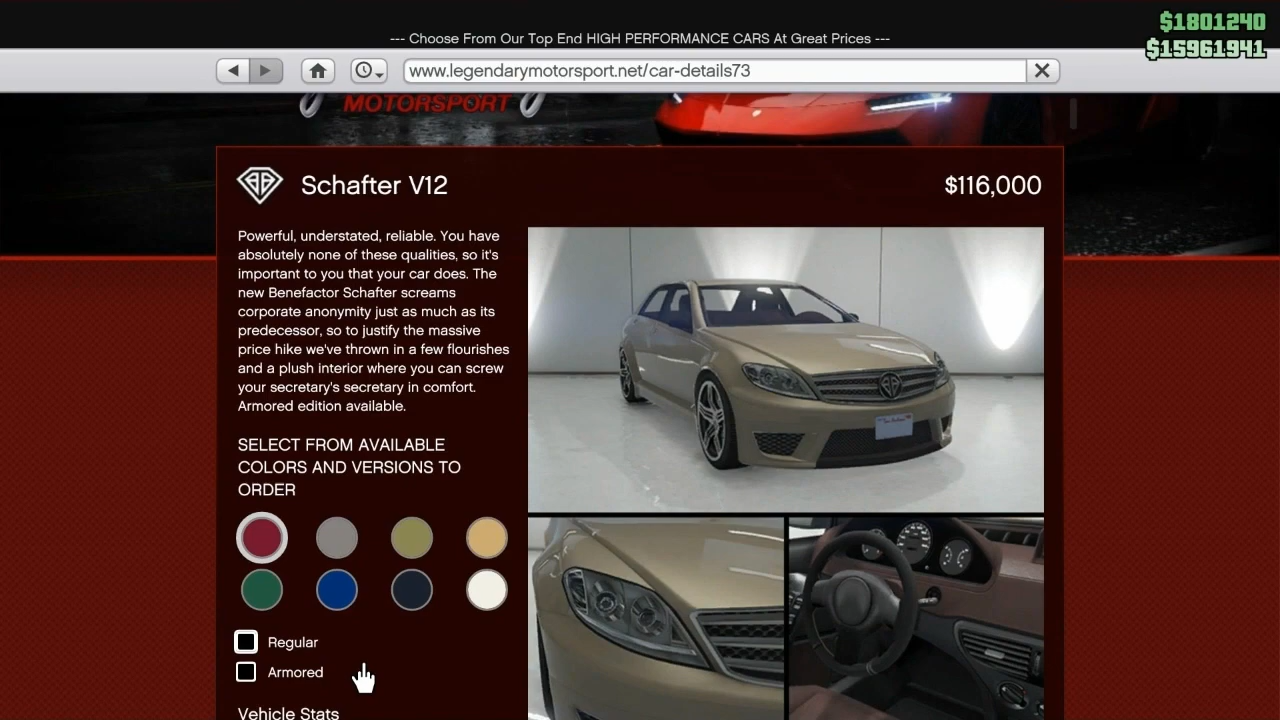 $1801240
--- Choose From Our Top End HIGH PERFORMANCE CARS At Great Prices ---
$15961941
www.legendarymotorsport.net/car-details73
MOTORSPORT
Schafter V12
$116,000
Powerful, understated, reliable. You have
absolutely none of these qualities, so it's
important to you that your car does. The
new Benefactor Schafter screams
corporate anonymity just as much as its
predecessor, so to justify the massive
price hike we've thrown in a few flourishes
and a plush interior where you can screw
your secretary's secretary in comfort.
Armored edition available.
SELECT FROM AVAILABLE
COLORS AND VERSIONS TO
ORDER
Regular
Armored
Vehicle Stats